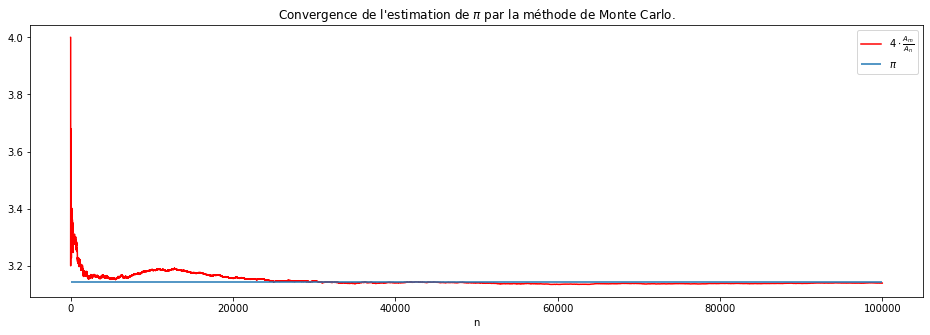 Convergence de l'estimation de π par la méthode de Monte Carlo.
4.0
3.8
3.6
3.4
3.2
0
20000
40000
60000
80000
100000
n
4 · A_m/A_n
π